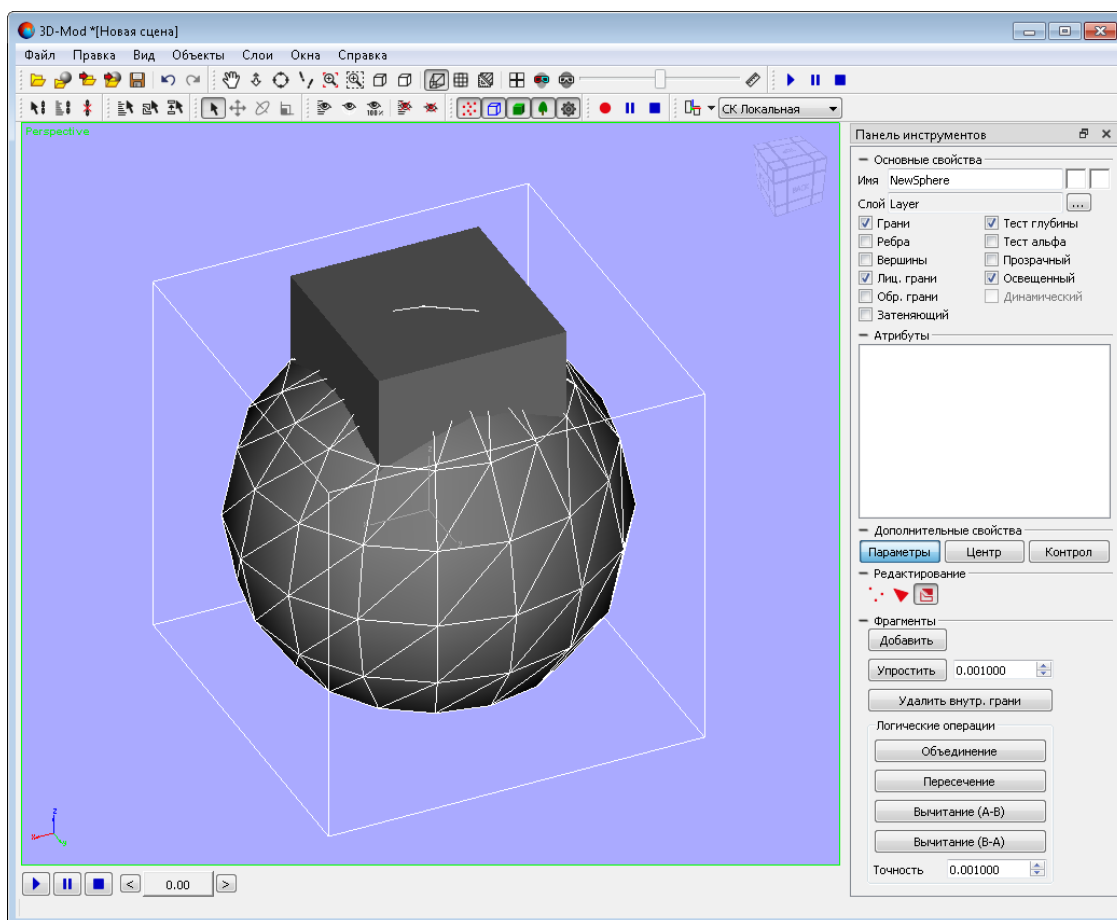 3D-Mod *[Новая сцена]
Файл Правка Вид Объекты Слои Окна Справка
100%
СК Локальная
Perspective
BACK
Панель инструментов
Основные свойства
Имя NewSphere
Слой Layer ...
Грани Тест глубины
Ребра Тест альфа
Вершины Прозрачный
Лиц. грани Освещенный
Обр. грани Динамический
Затеняющий
Атрибуты
Дополнительные свойства
Параметры Центр Контрол
Редактирование
Фрагменты
Добавить
Упростить 0.001000
Удалить внутр. грани
Логические операции
Объединение
Пересечение
Вычитание (A-B)
Вычитание (B-A)
Точность 0.001000
z
x
y
< 0.00 >